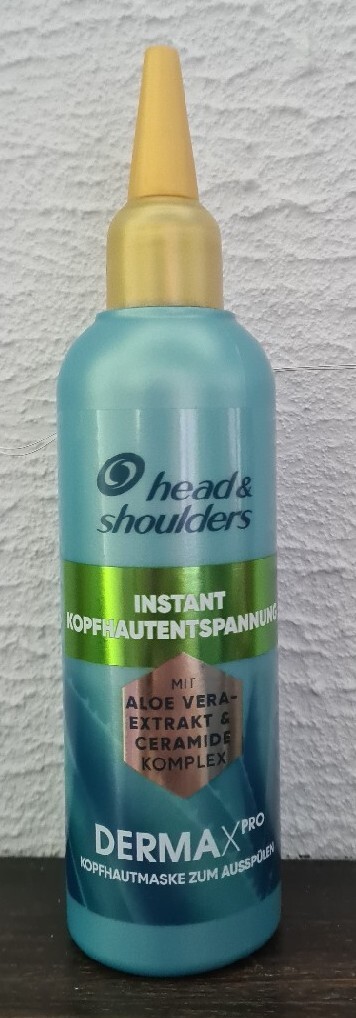 head &
shoulders
INSTANT
KOPFHAUTENTSPANNUNG
MIT
ALOE VERA-
EXTRAKT &
CERAMIDE
KOMPLEX
DERMAXPRO
KOPFHAUTMASKE ZUM AUSSPÜLEN